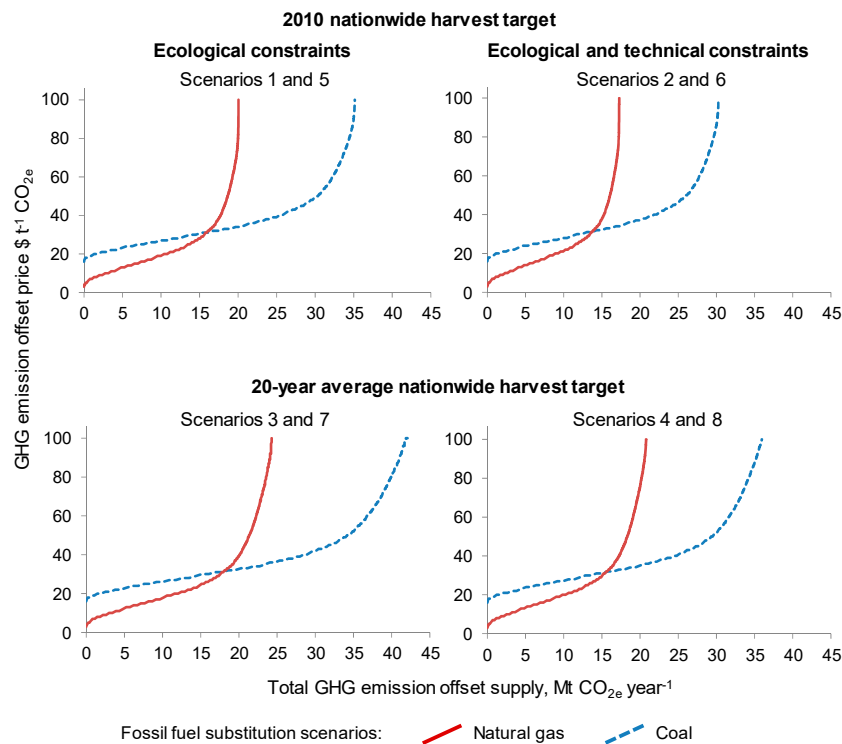 2010 nationwide harvest target
Ecological constraints
Ecological and technical constraints
Scenarios 1 and 5
Scenarios 2 and 6
100
80
60
40
20
0
0 5 10 15 20 25 30 35 40 45
100
80
60
40
20
0
0 5 10 15 20 25 30 35 40 45
GHG emission offset price $ t-1 CO2e
20-year average nationwide harvest target
Scenarios 3 and 7
Scenarios 4 and 8
100
80
60
40
20
0
0 5 10 15 20 25 30 35 40 45
100
80
60
40
20
0
0 5 10 15 20 25 30 35 40 45
Total GHG emission offset supply, Mt CO2e year-1
Fossil fuel substitution scenarios: Natural gas Coal